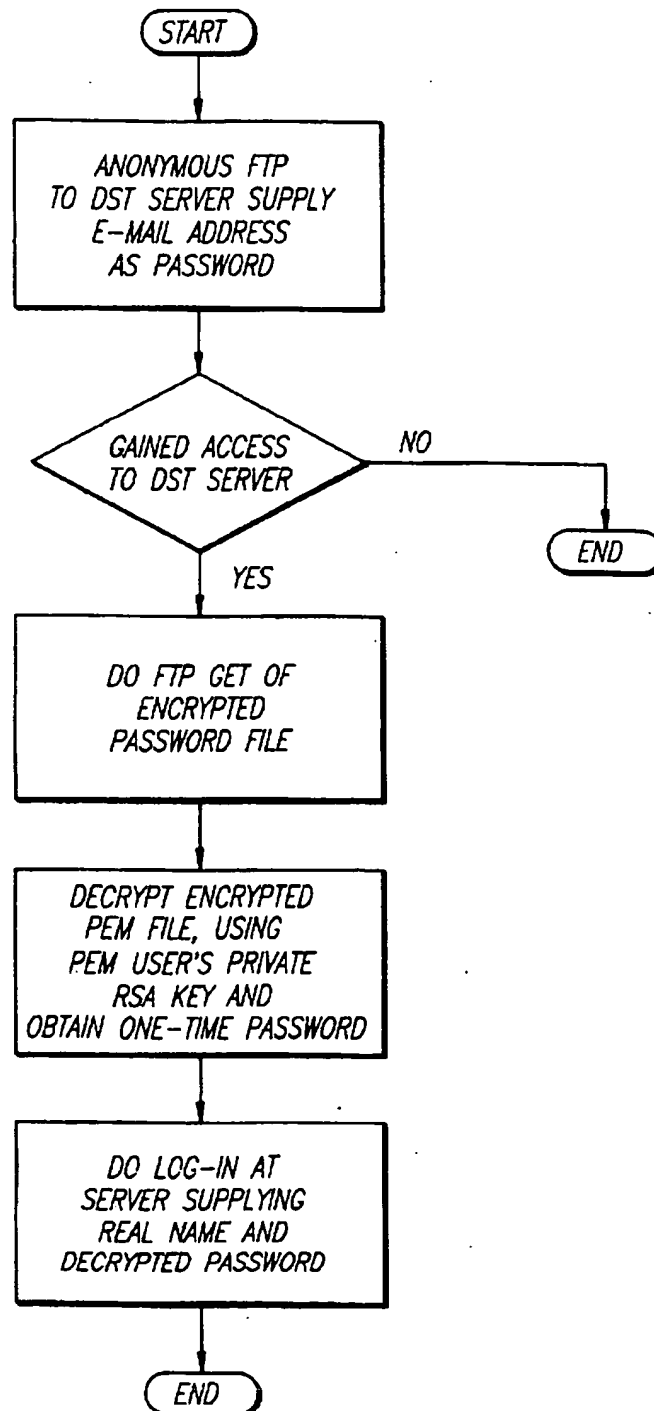 START
ANONYMOUS FTP
TO DST SERVER SUPPLY
E-MAIL ADDRESS
AS PASSWORD
GAINED ACCESS
TO DST SERVER
NO
END
YES
DO FTP GET OF
ENCRYPTED
PASSWORD FILE
DECRYPT ENCRYPTED
PEM FILE, USING
PEM USER'S PRIVATE
RSA KEY AND
OBTAIN ONE-TIME PASSWORD
DO LOG-IN AT
SERVER SUPPLYING
REAL NAME AND
DECRYPTED PASSWORD
END